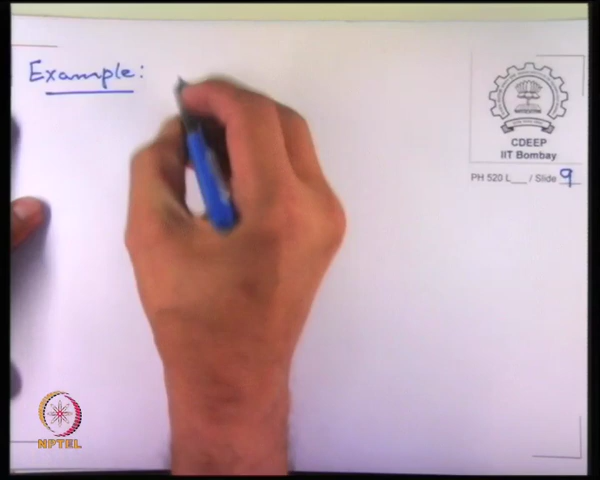 Example:
CDEEP
IIT Bombay
PH 520 L___ / Slide 9
NPTEL